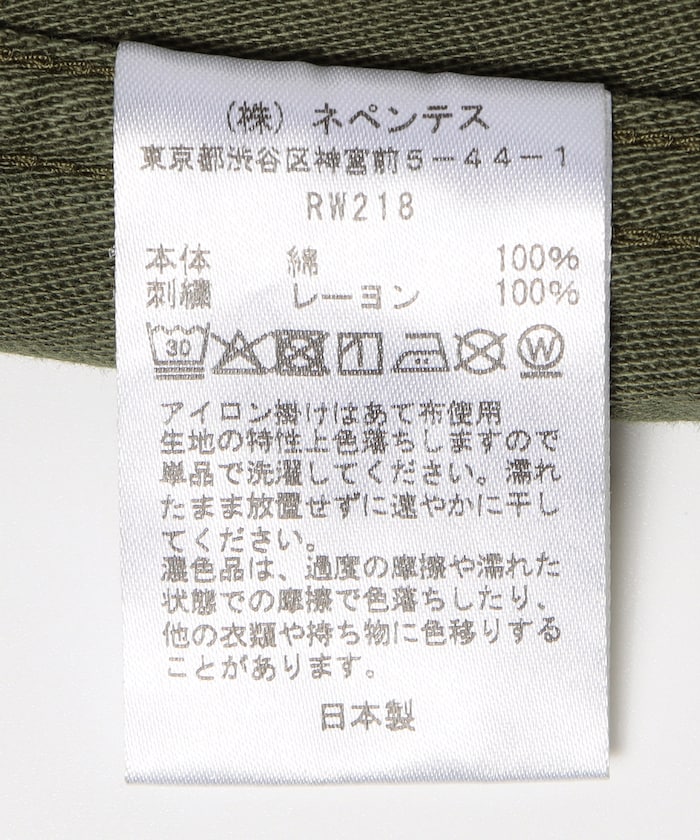 （株）ネペンテス
東京都渋谷区神宮前5－44－1
RW218
本体 綿 100%
刺繍 レーヨン 100%
30 W
アイロン掛けはあて布使用
生地の特性上色落ちしますので
単品で洗濯してください。濡れ
たまま放置せずに速やかに干し
てください。
濃色品は、過度の摩擦や濡れた
状態での摩擦で色落ちしたり、
他の衣類や持ち物に色移りする
ことがあります。
日本製